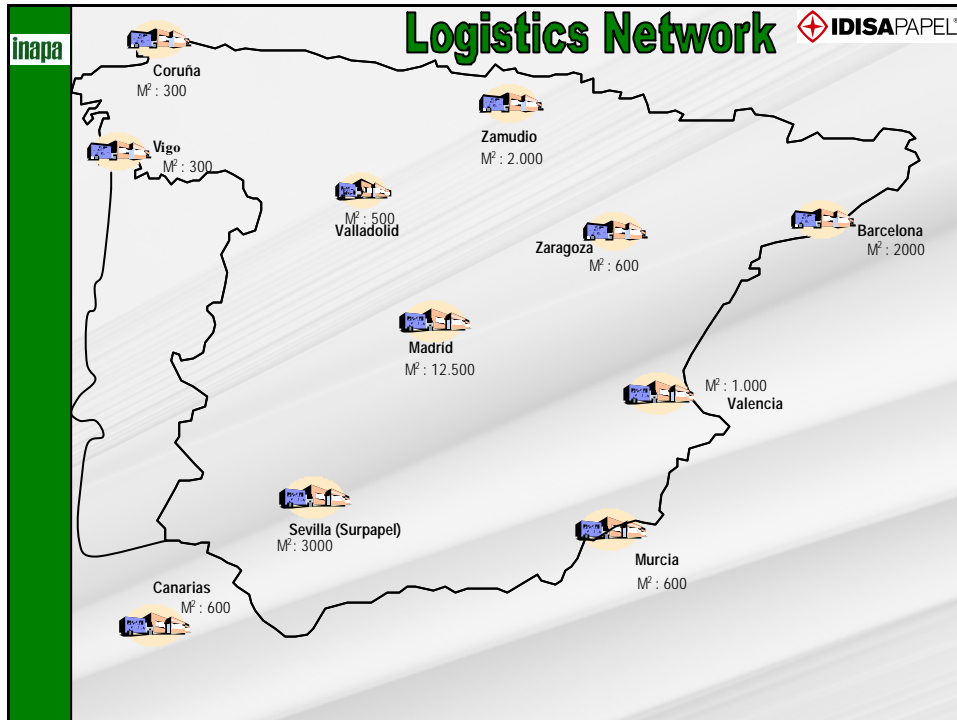 inapa
Logistics Network
IDISAPAPEL®
Coruña
M² : 300
Zamudio
M² : 2.000
Vigo
M² : 300
M² : 500
Valladolid
Zaragoza
M² : 600
Barcelona
M² : 2000
Madrid
M² : 12.500
M² : 1.000
Valencia
Sevilla (Surpapel)
M² : 3000
Murcia
M² : 600
Canarias
M² : 600